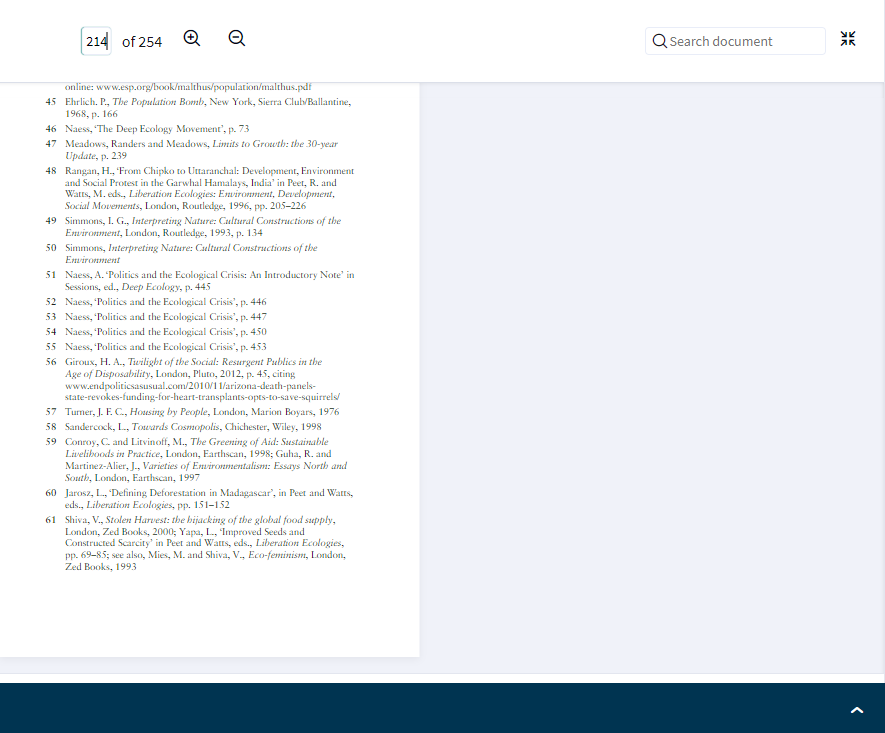 214 of 254
Search document
online: www.esp.org/book/malthus/population/malthus.pdf
45 Ehrlich. P., The Population Bomb, New York, Sierra Club/Ballantine,
1968, p. 166
46 Naess, ‘The Deep Ecology Movement’, p. 73
47 Meadows, Randers and Meadows, Limits to Growth: the 30-year
Update, p. 239
48 Rangan, H., ‘From Chipko to Uttaranchal: Development, Environment
and Social Protest in the Garwhal Hamalays, India’ in Peet, R. and
Watts, M. eds., Liberation Ecologies: Environment, Development,
Social Movements, London, Routledge, 1996, pp. 205–226
49 Simmons, I. G., Interpreting Nature: Cultural Constructions of the
Environment, London, Routledge, 1993, p. 134
50 Simmons, Interpreting Nature: Cultural Constructions of the
Environment
51 Naess, A. ‘Politics and the Ecological Crisis: An Introductory Note’ in
Sessions, ed., Deep Ecology, p. 445
52 Naess, ‘Politics and the Ecological Crisis’, p. 446
53 Naess, ‘Politics and the Ecological Crisis’, p. 447
54 Naess, ‘Politics and the Ecological Crisis’, p. 450
55 Naess, ‘Politics and the Ecological Crisis’, p. 453
56 Giroux, H. A., Twilight of the Social: Resurgent Publics in the
Age of Disposability, London, Pluto, 2012, p. 45, citing
www.endpoliticsasusual.com/2010/11/arizona-death-panels-
state-revokes-funding-for-heart-transplants-opts-to-save-squirrels/
57 Turner, J. F. C., Housing by People, London, Marion Boyars, 1976
58 Sandercock, L., Towards Cosmopolis, Chichester, Wiley, 1998
59 Conroy, C. and Litvinoff, M., The Greening of Aid: Sustainable
Livelihoods in Practice, London, Earthscan, 1998; Guha, R. and
Martinez-Alier, J., Varieties of Environmentalism: Essays North and
South, London, Earthscan, 1997
60 Jarosz, L., ‘Defining Deforestation in Madagascar’, in Peet and Watts,
eds., Liberation Ecologies, pp. 151–152
61 Shiva, V., Stolen Harvest: the hijacking of the global food supply,
London, Zed Books, 2000; Yapa, L., ‘Improved Seeds and
Constructed Scarcity’ in Peet and Watts, eds., Liberation Ecologies,
pp. 69–85; see also, Mies, M. and Shiva, V., Eco-feminism, London,
Zed Books, 1993